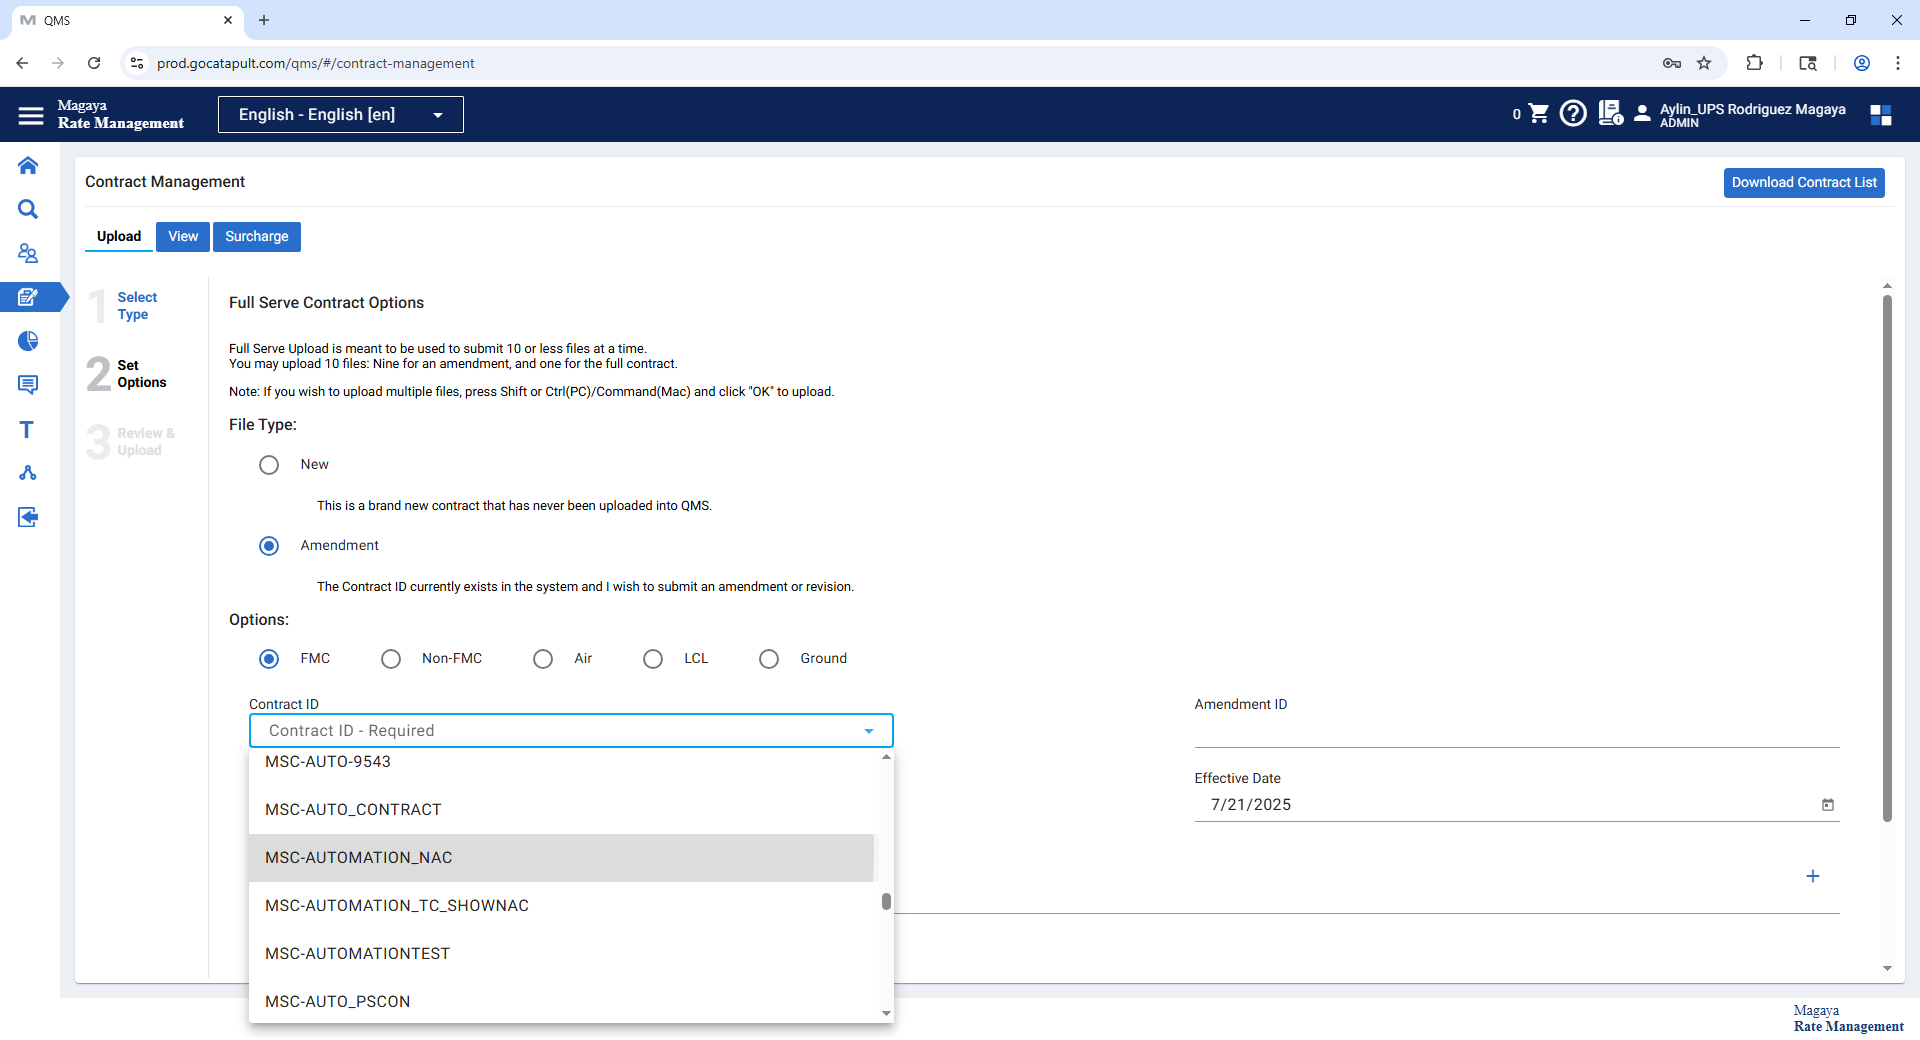 QMS
prod.gocatapult.com/qms/#/contract-management
Magaya
Rate Management
English - English [en]
0
Aylin_UPS Rodriguez Magaya
ADMIN
Contract Management
Download Contract List
Upload
View
Surcharge
1
Select
Type
2
Set
Options
3
Review &
Upload
Full Serve Contract Options
Full Serve Upload is meant to be used to submit 10 or less files at a time.
You may upload 10 files: Nine for an amendment, and one for the full contract.
Note: If you wish to upload multiple files, press Shift or Ctrl(PC)/Command(Mac) and click "OK" to upload.
File Type:
New
This is a brand new contract that has never been uploaded into QMS.
Amendment
The Contract ID currently exists in the system and I wish to submit an amendment or revision.
Options:
FMC
Non-FMC
Air
LCL
Ground
Contract ID
Contract ID - Required
Amendment ID
MSC-AUTO-9543
MSC-AUTO_CONTRACT
MSC-AUTOMATION_NAC
MSC-AUTOMATION_TC_SHOWNAC
MSC-AUTOMATIONTEST
MSC-AUTO_PSCON
Effective Date
7/21/2025
Magaya
Rate Management